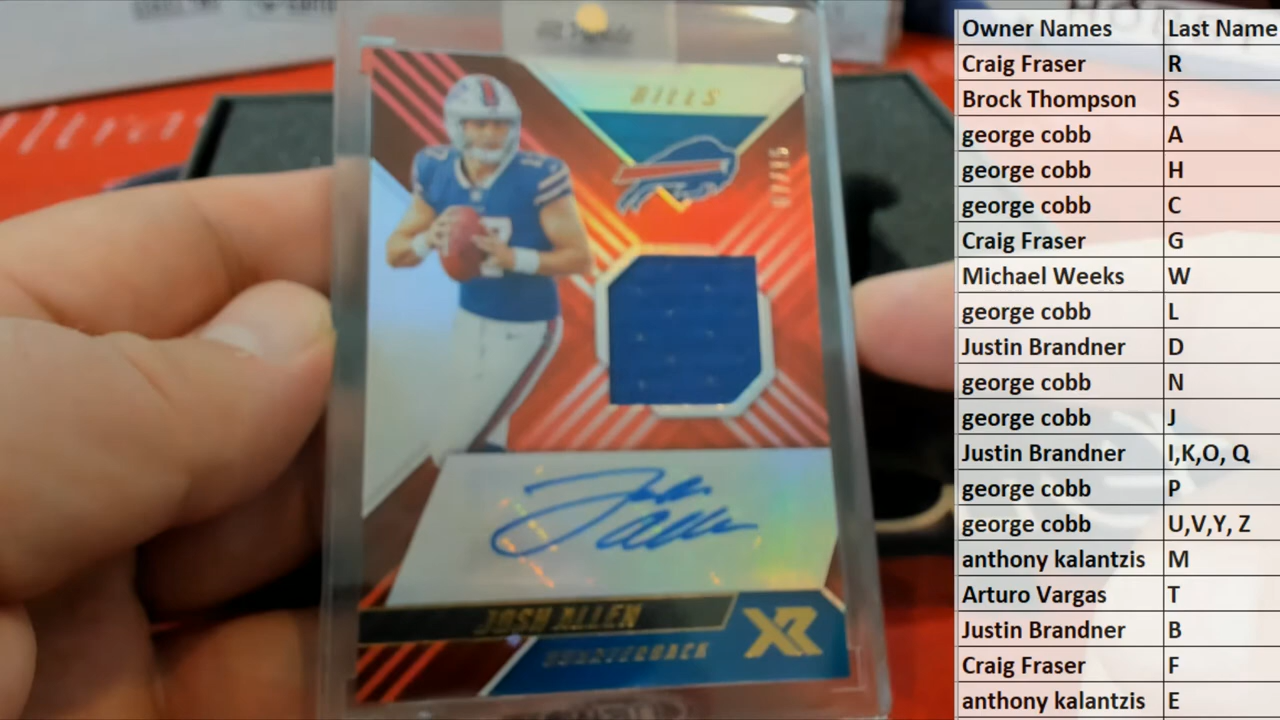 BILLS
07/15
JOSH ALLEN
QUARTERBACK
XR
Owner Names Last Name
Craig Fraser R
Brock Thompson S
george cobb A
george cobb H
george cobb C
Craig Fraser G
Michael Weeks W
george cobb L
Justin Brandner D
george cobb N
george cobb J
Justin Brandner I,K,O, Q
george cobb P
george cobb U,V,Y, Z
anthony kalantzis M
Arturo Vargas T
Justin Brandner B
Craig Fraser F
anthony kalantzis E